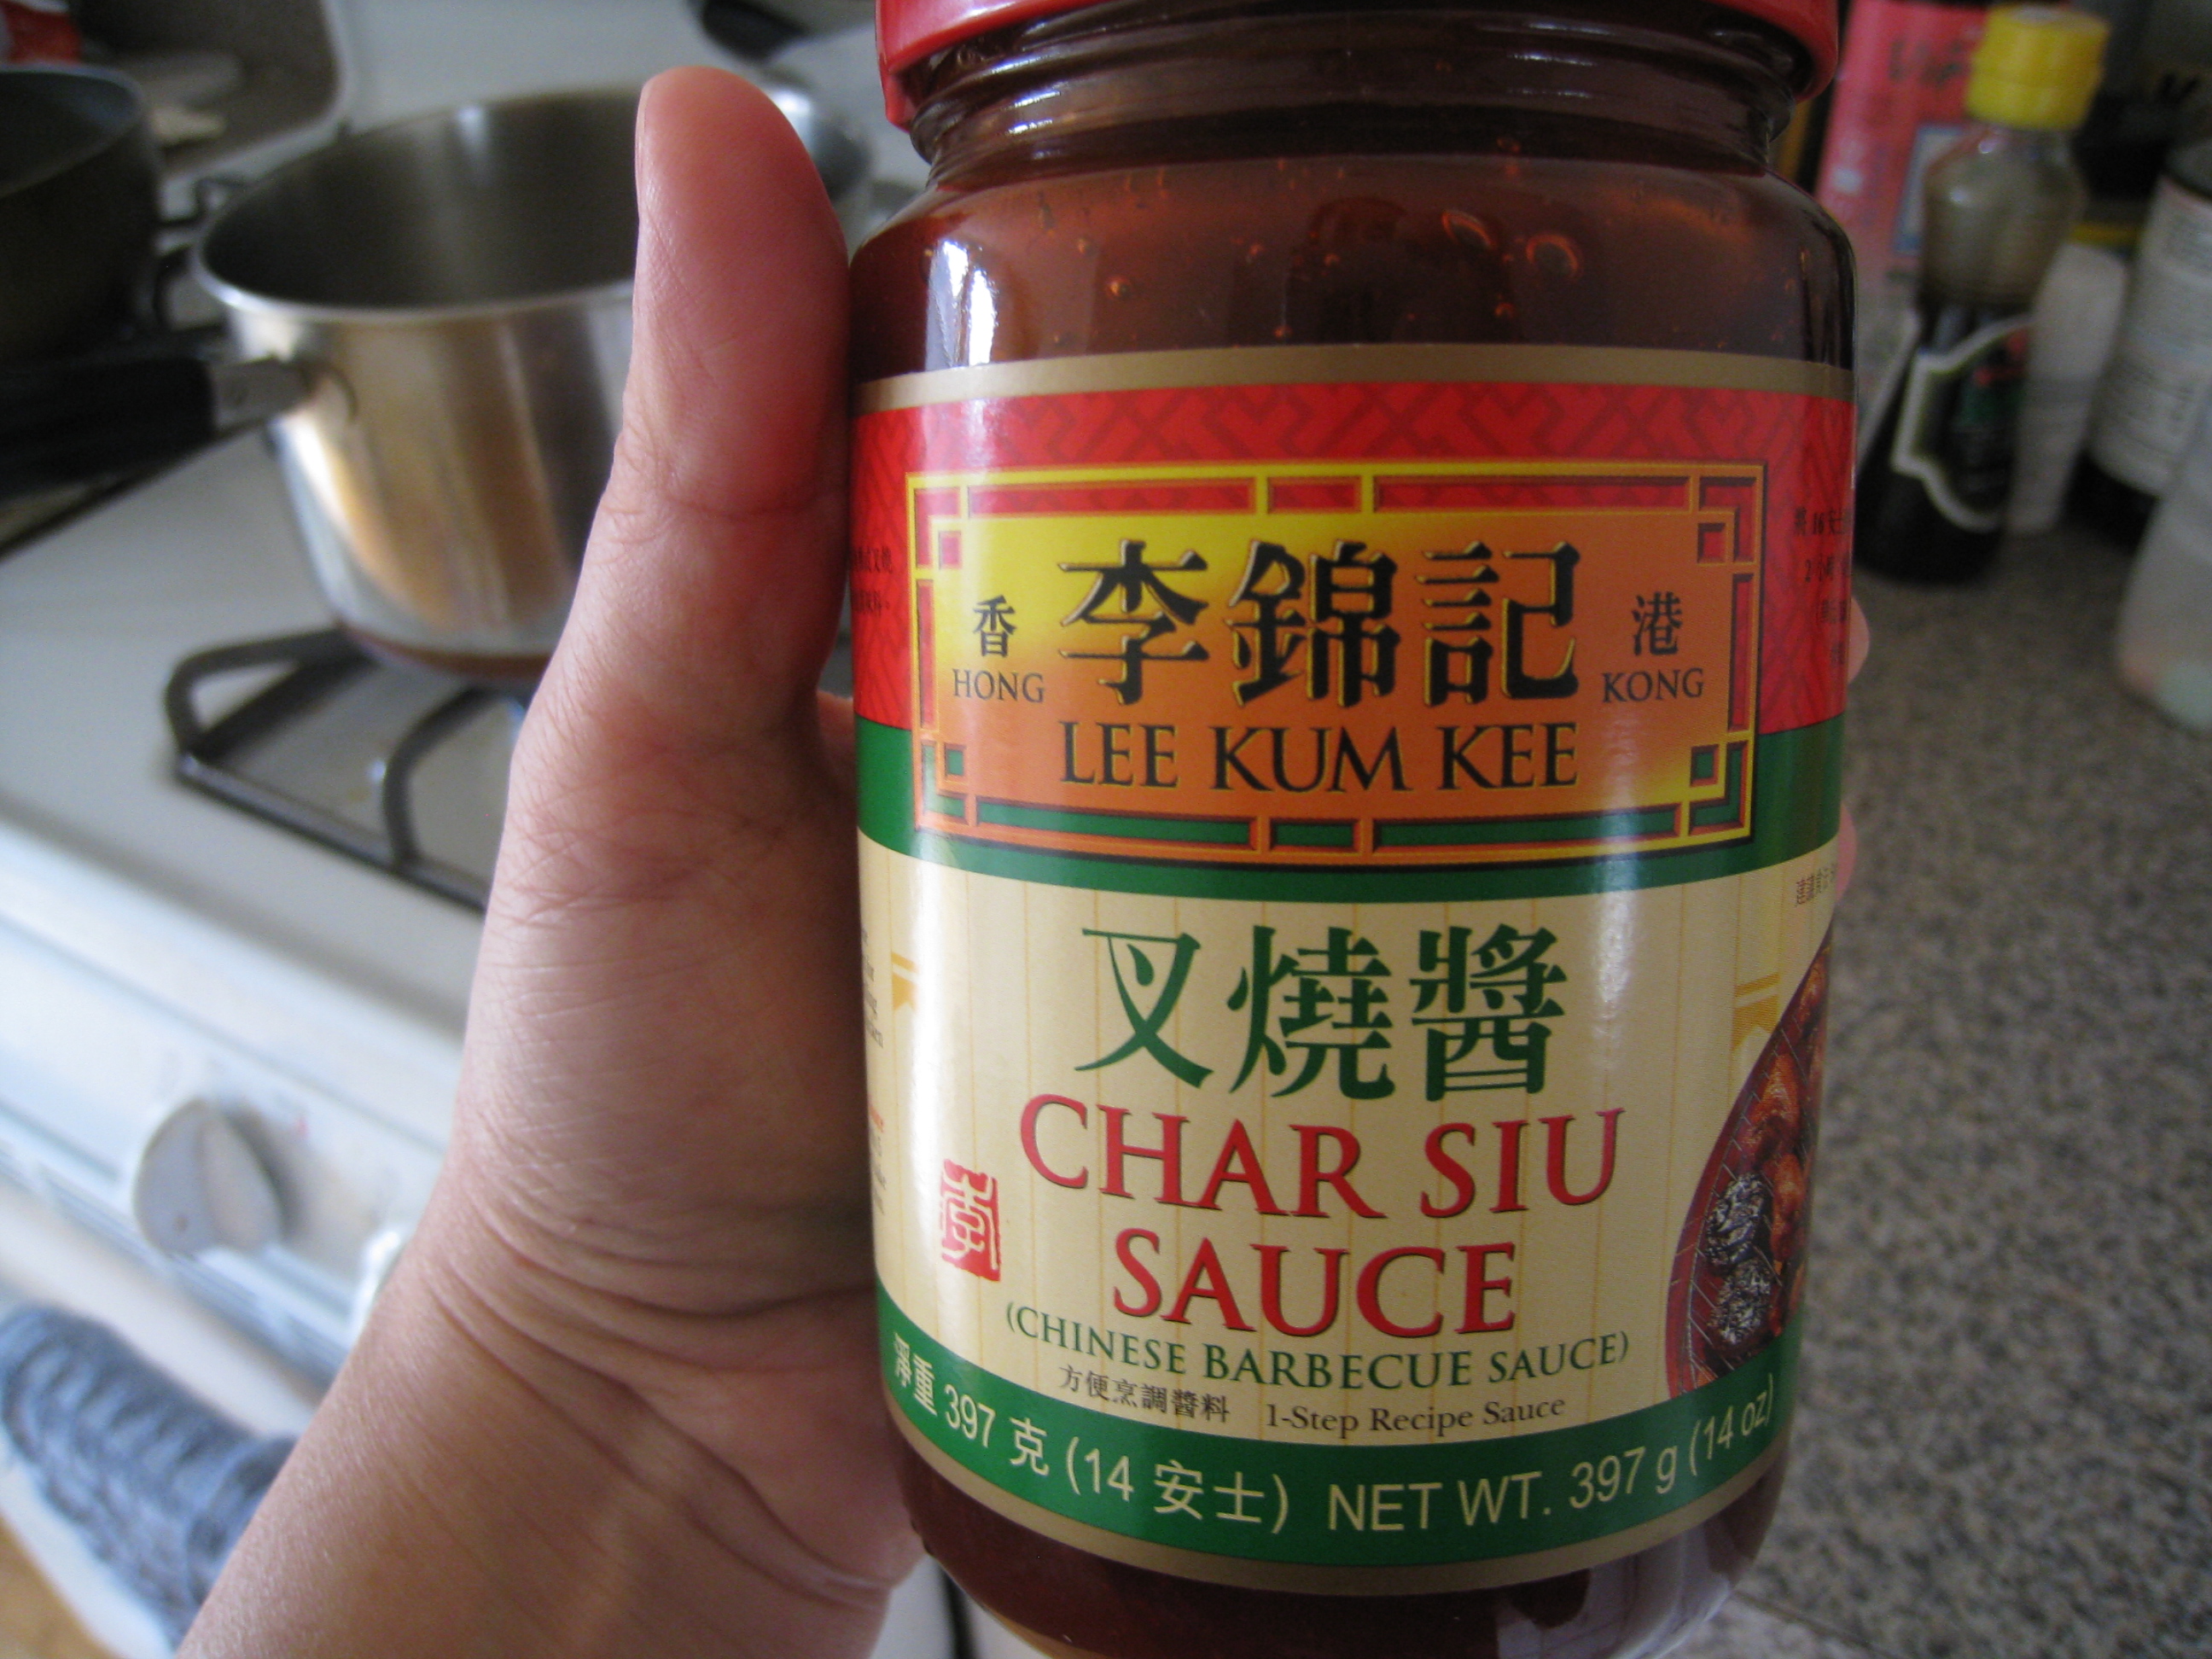 李錦記
香 港
HONG KONG
LEE KUM KEE
叉燒醬
CHAR SIU
SAUCE
(CHINESE BARBECUE SAUCE)
方便烹調醬料 1-Step Recipe Sauce
淨重 397 克 (14 安士) NET WT. 397 g (14 oz)